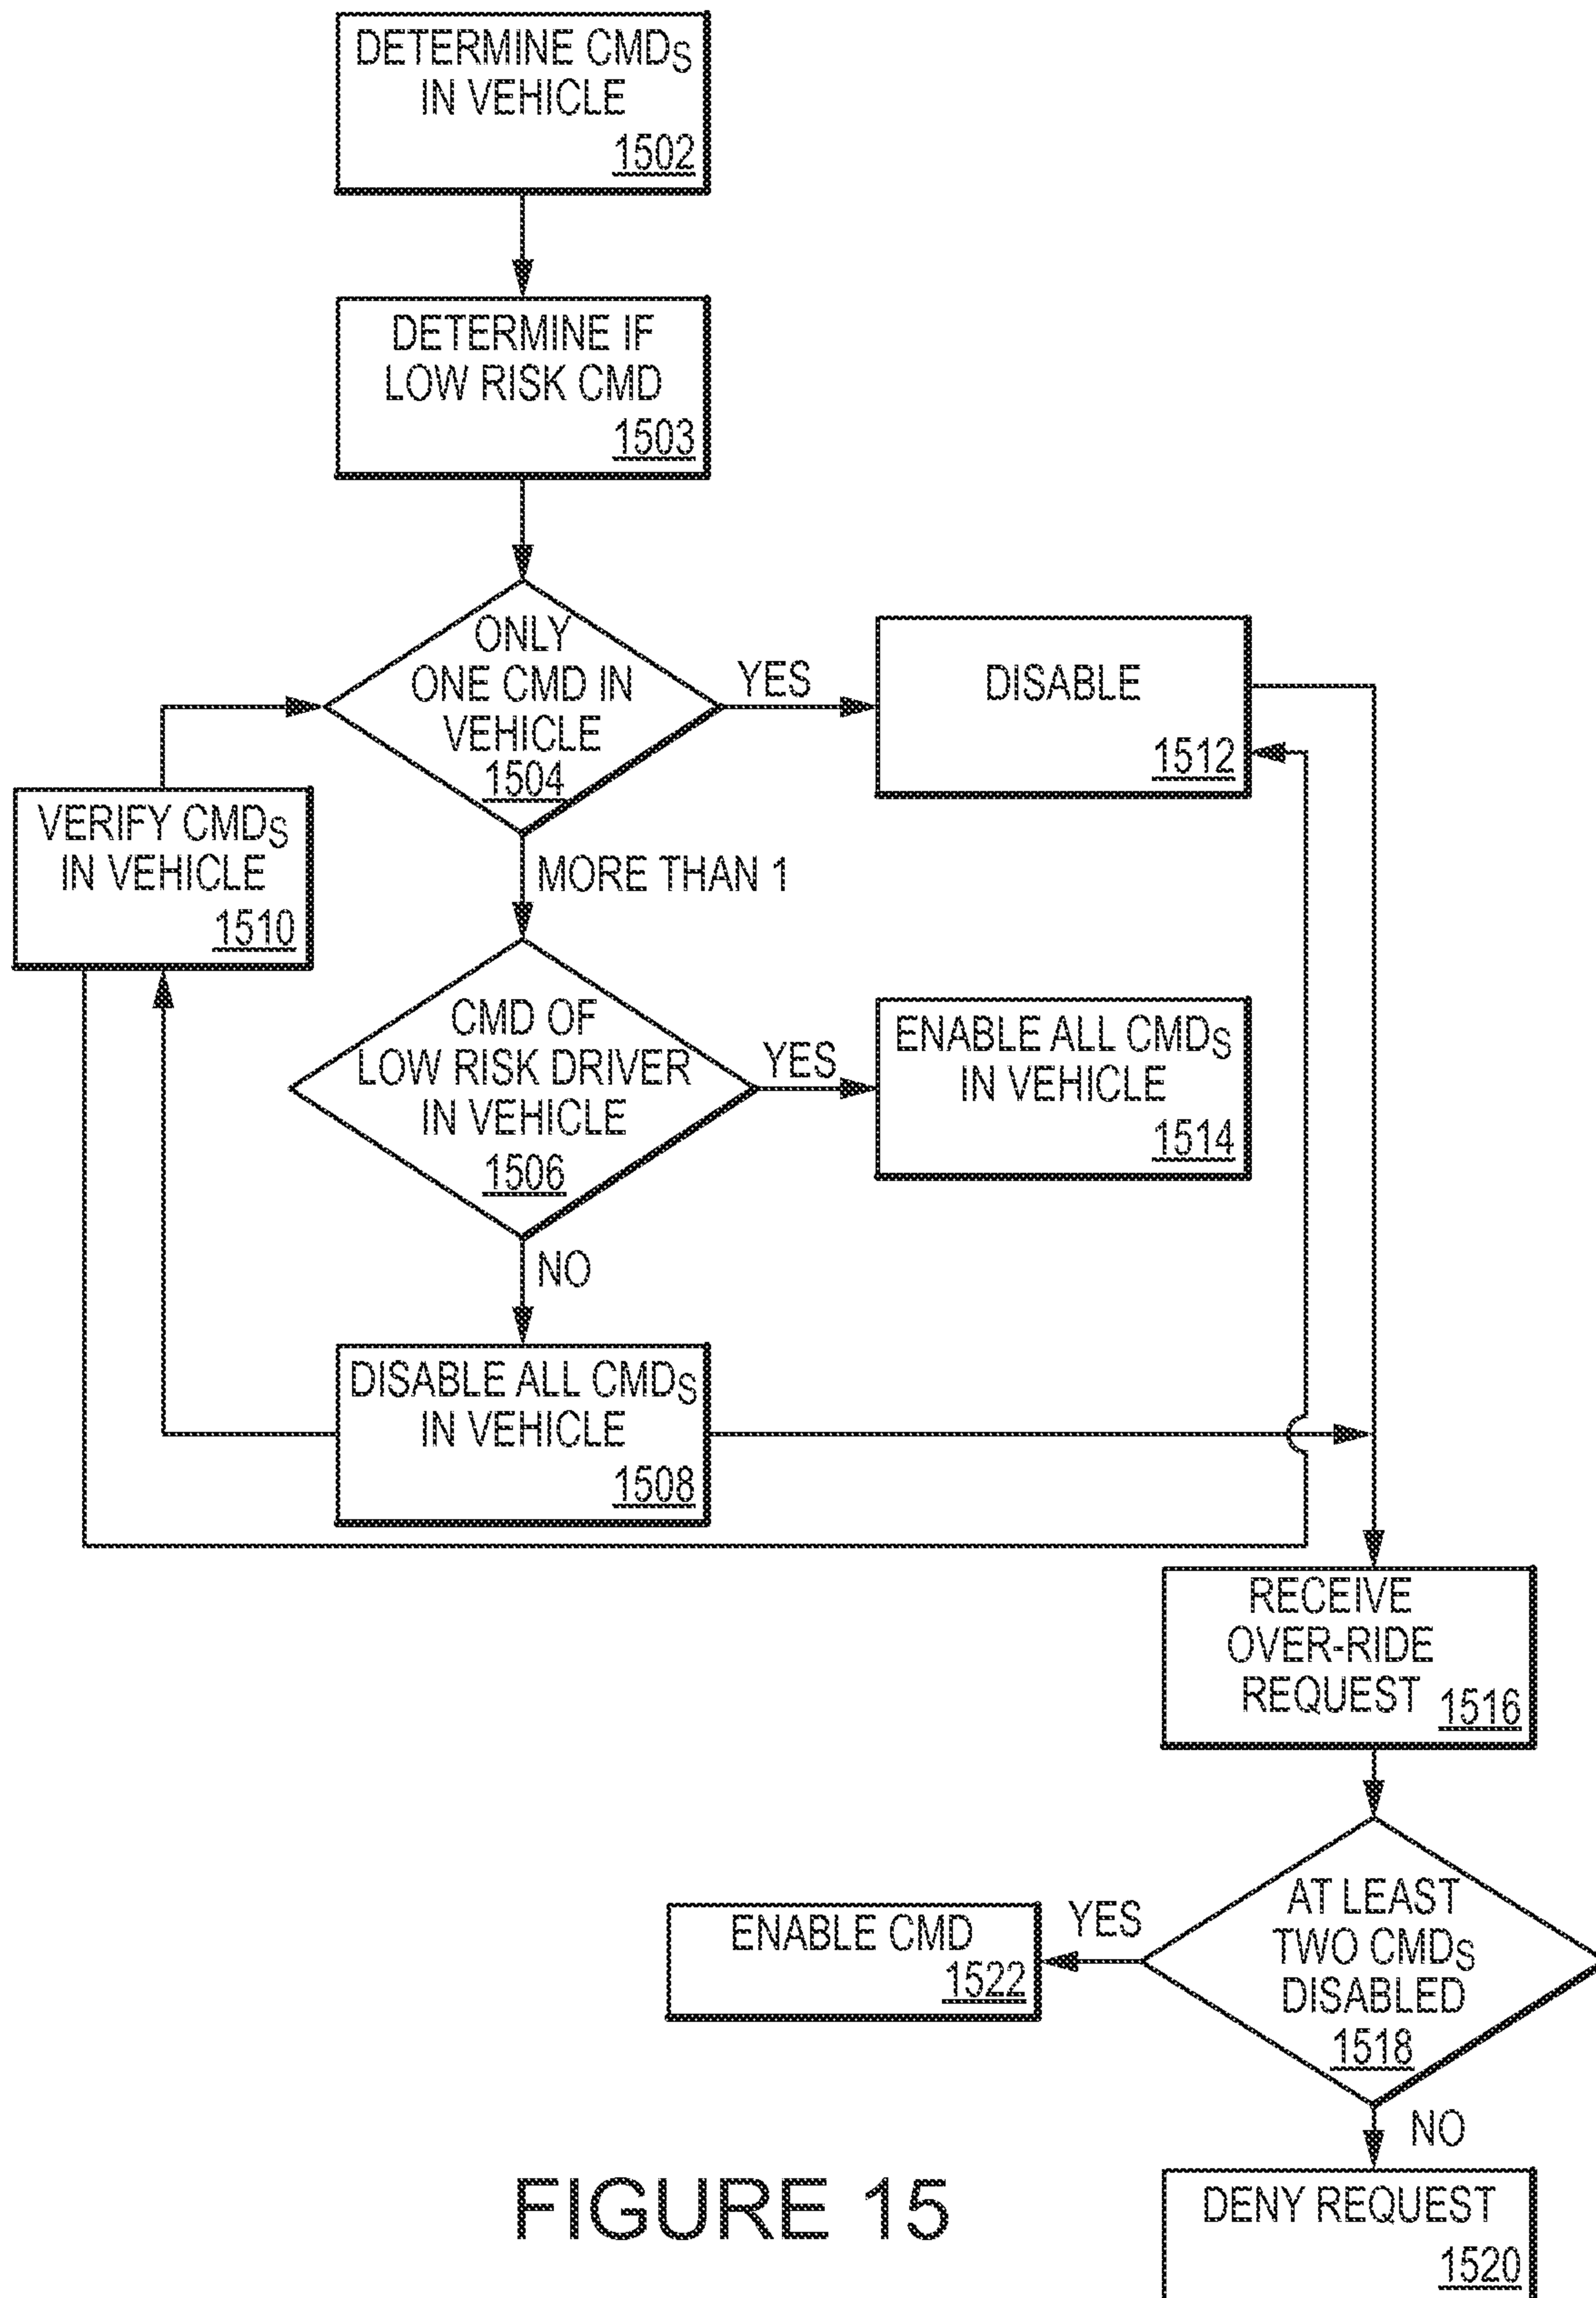 DETERMINE CMDS
IN VEHICLE
1502
DETERMINE IF
LOW RISK CMD
1503
ONLY
ONE CMD IN
VEHICLE
1504
YES
DISABLE
1512
VERIFY CMDS
IN VEHICLE
1510
MORE THAN 1
CMD OF
LOW RISK DRIVER
IN VEHICLE
1506
YES
ENABLE ALL CMDS
IN VEHICLE
1514
NO
DISABLE ALL CMDS
IN VEHICLE
1508
RECEIVE
OVER-RIDE
REQUEST
1516
AT LEAST
TWO CMDS
DISABLED
1518
YES
ENABLE CMD
1522
NO
DENY REQUEST
1520
FIGURE 15